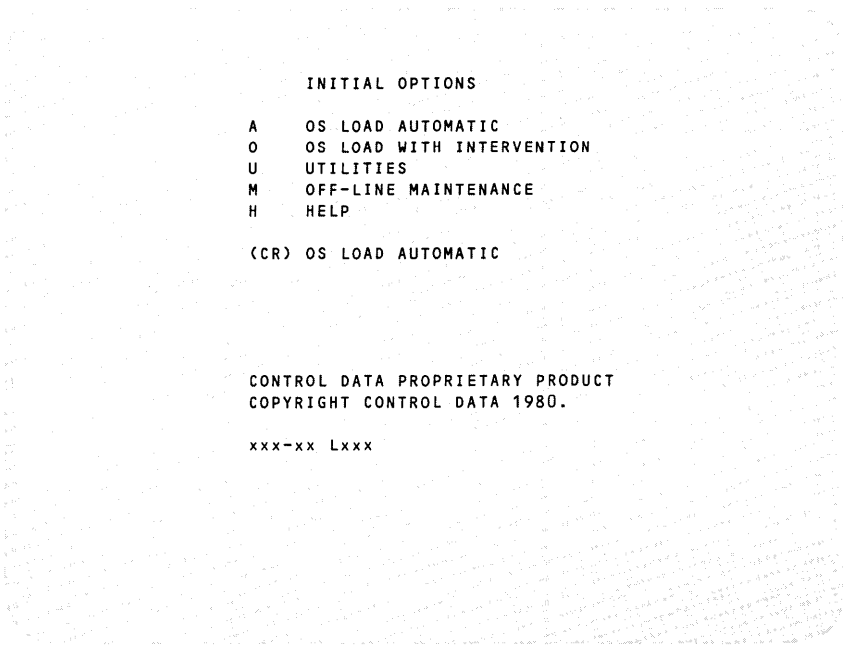 INITIAL OPTIONS
A OS LOAD AUTOMATIC
O OS LOAD WITH INTERVENTION
U UTILITIES
M OFF-LINE MAINTENANCE
H HELP
(CR) OS LOAD AUTOMATIC
CONTROL DATA PROPRIETARY PRODUCT
COPYRIGHT CONTROL DATA 1980.
xxx-xx Lxxx